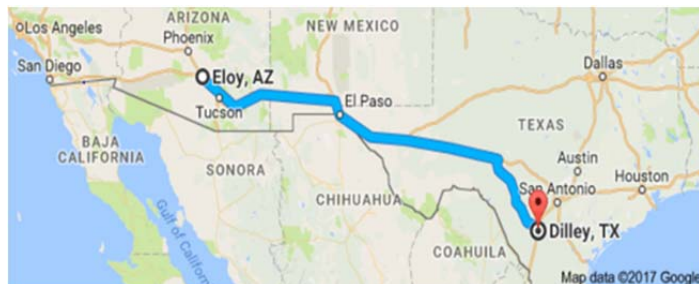 ARIZONA
Los Angeles
Phoenix
NEW MEXICO
San Diego
Eloy, AZ
Dallas
Tucson
El Paso
TEXAS
BAJA
CALIFORNIA
SONORA
Austin
Houston
CHIHUAHUA
San Antonio
Gulf of California
COAHUILA
Dilley, TX
Map data ©2017 Google